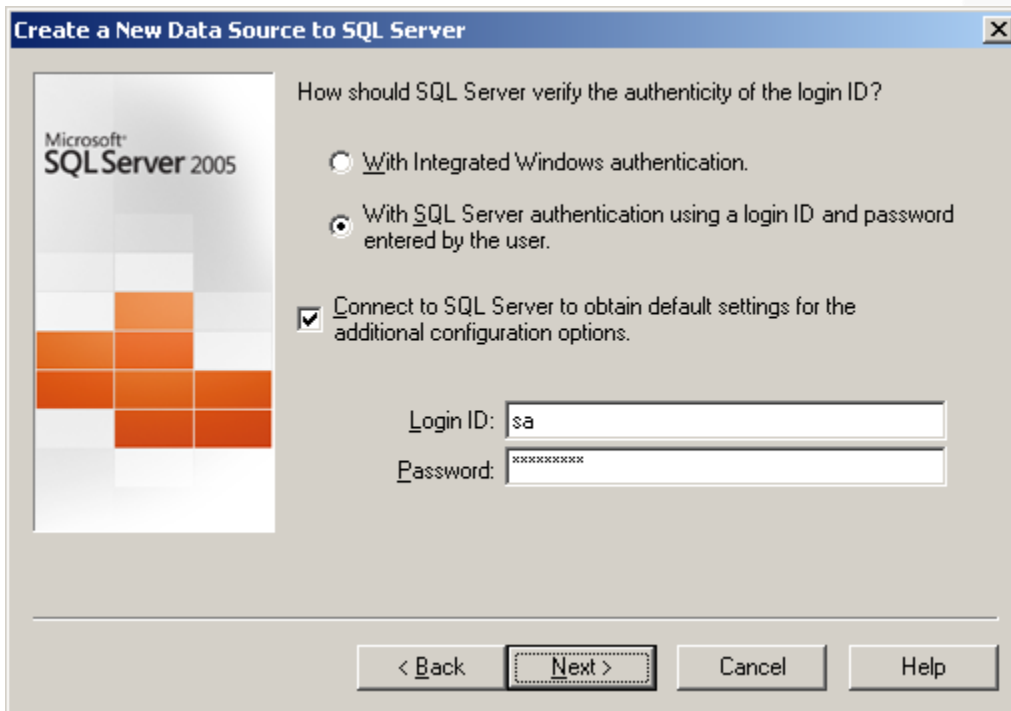 Create a New Data Source to SQL Server
How should SQL Server verify the authenticity of the login ID?
Microsoft
SQL Server 2005
With Integrated Windows authentication.
With SQL Server authentication using a login ID and password
entered by the user.
Connect to SQL Server to obtain default settings for the
additional configuration options.
Login ID: sa
Password: *********
< Back
Next >
Cancel
Help